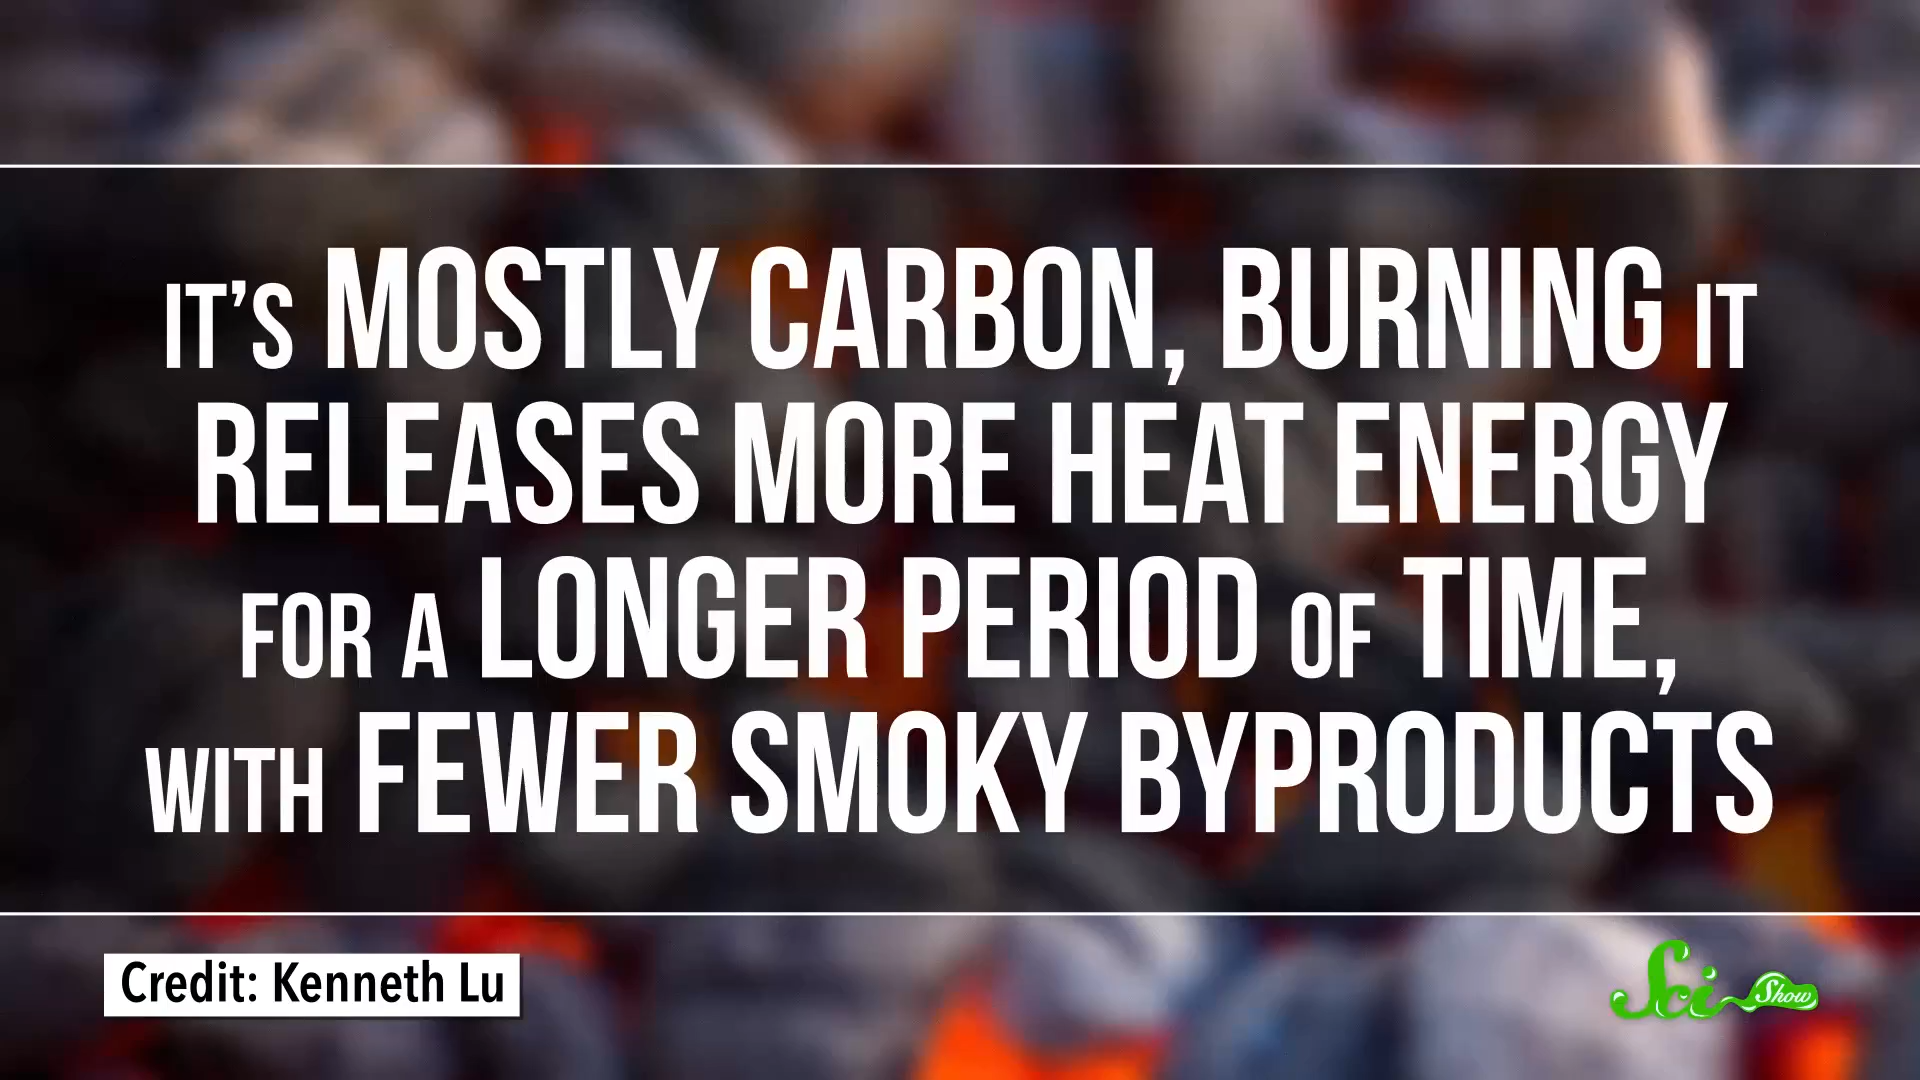 IT'S MOSTLY CARBON, BURNING IT
RELEASES MORE HEAT ENERGY
FOR A LONGER PERIOD OF TIME,
WITH FEWER SMOKY BYPRODUCTS
Credit: Kenneth Lu
Sci Show